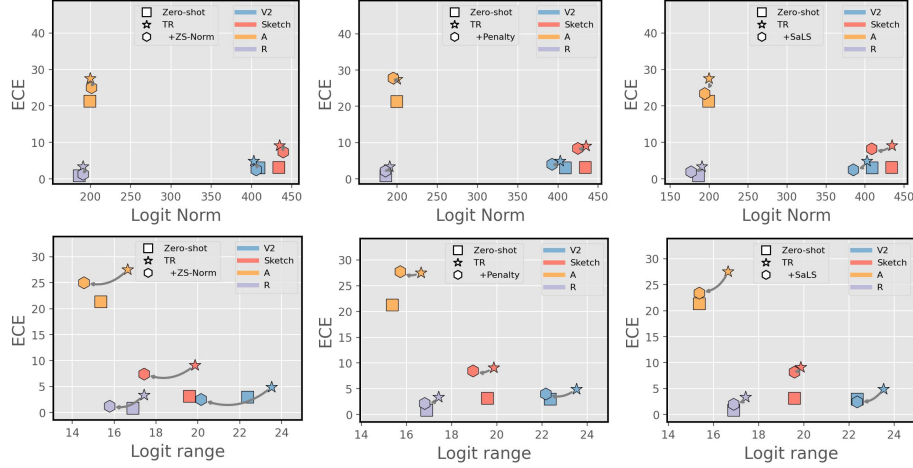 Zero-shot
TR
+ZS-Norm
V2
Sketch
A
R
ECE
40
30
20
10
0
200
250
300
350
400
450
Logit Norm
Zero-shot
TR
+Penalty
V2
Sketch
A
R
ECE
40
30
20
10
0
200
250
300
350
400
450
Logit Norm
Zero-shot
TR
+SaLS
V2
Sketch
A
R
ECE
40
30
20
10
0
150
200
250
300
350
400
450
Logit Norm
Zero-shot
TR
+ZS-Norm
V2
Sketch
A
R
ECE
30
25
20
15
10
5
0
14
16
18
20
22
24
Logit range
Zero-shot
TR
+Penalty
V2
Sketch
A
R
ECE
30
25
20
15
10
5
0
14
16
18
20
22
24
Logit range
Zero-shot
TR
+SaLS
V2
Sketch
A
R
ECE
30
25
20
15
10
5
0
14
16
18
20
22
24
Logit range